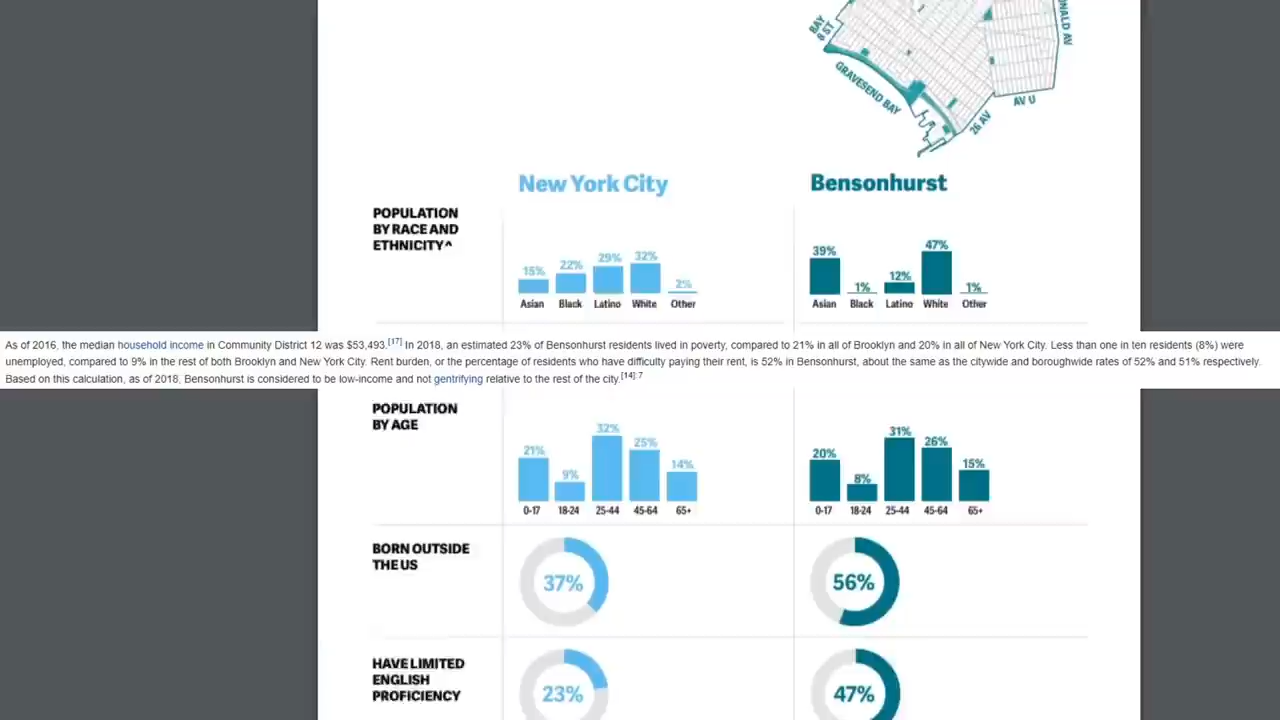 BAY
8 ST
GRAVESEND BAY
26 AV
AV U
New York City
Bensonhurst
POPULATION
BY RACE AND
ETHNICITY^
15% 22% 29% 32% 2%
Asian Black Latino White Other
39% 1% 12% 47% 1%
Asian Black Latino White Other
As of 2016, the median household income in Community District 12 was $53,493.[17] In 2018, an estimated 23% of Bensonhurst residents lived in poverty, compared to 21% in all of Brooklyn and 20% in all of New York City. Less than one in ten residents (8%) were
unemployed, compared to 9% in the rest of both Brooklyn and New York City. Rent burden, or the percentage of residents who have difficulty paying their rent, is 52% in Bensonhurst, about the same as the citywide and boroughwide rates of 52% and 51% respectively.
Based on this calculation, as of 2018, Bensonhurst is considered to be low-income and not gentrifying relative to the rest of the city.[14]:7
POPULATION
BY AGE
21% 9% 32% 25% 14%
0-17 18-24 25-44 45-64 65+
20% 8% 31% 26% 15%
0-17 18-24 25-44 45-64 65+
BORN OUTSIDE
THE US
37%
56%
HAVE LIMITED
ENGLISH
PROFICIENCY
23%
47%